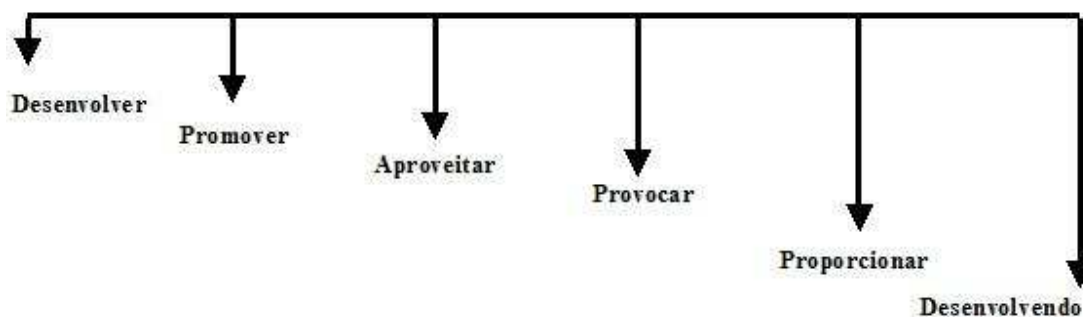 Desenvolver
Promover
Aproveitar
Provocar
Proporcionar
Desenvolvendo